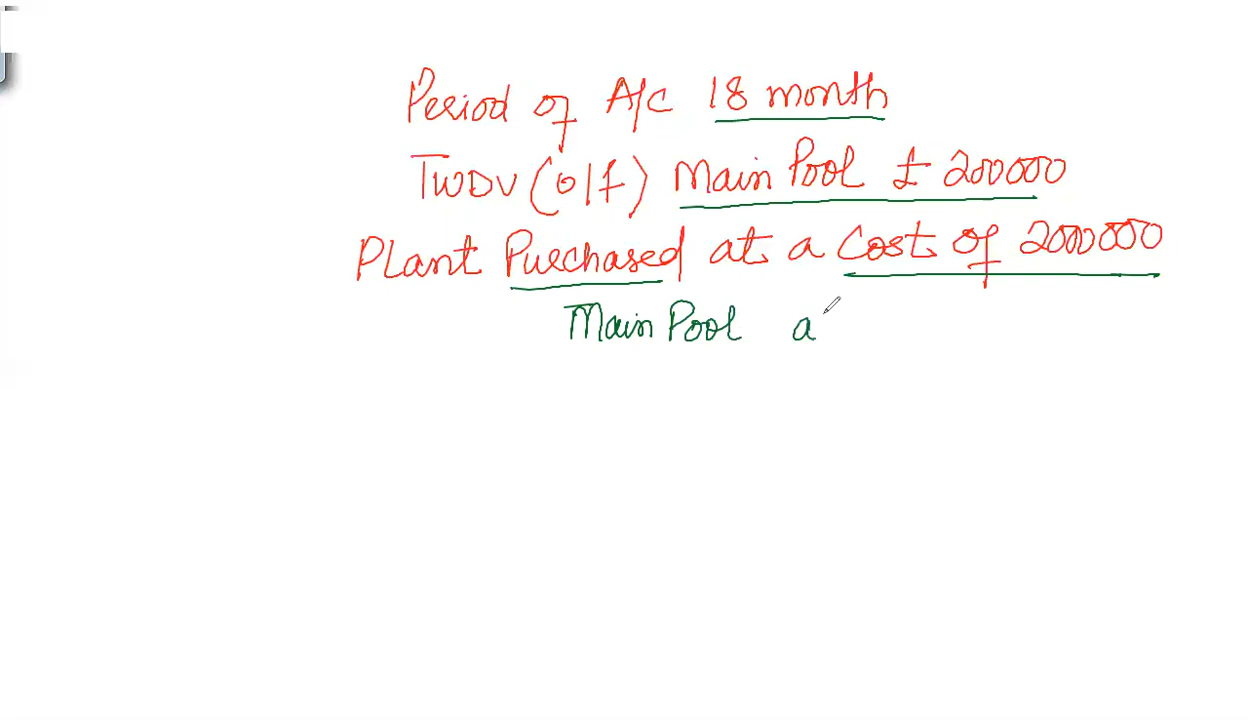 Period of A/c 18 month
TWDV (o/f) Main Pool £ 200000
Plant Purchased at a Cost of 2000000
Main Pool a